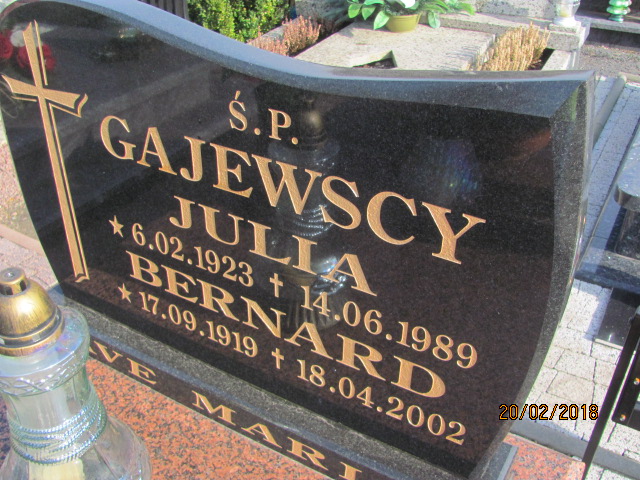 Ś.P.
GAJEWSCY
JULIA
★ 6.02.1923 ✝ 14.06.1989
BERNARD
★ 17.09.1919 ✝ 18.04.2002
20/02/2018